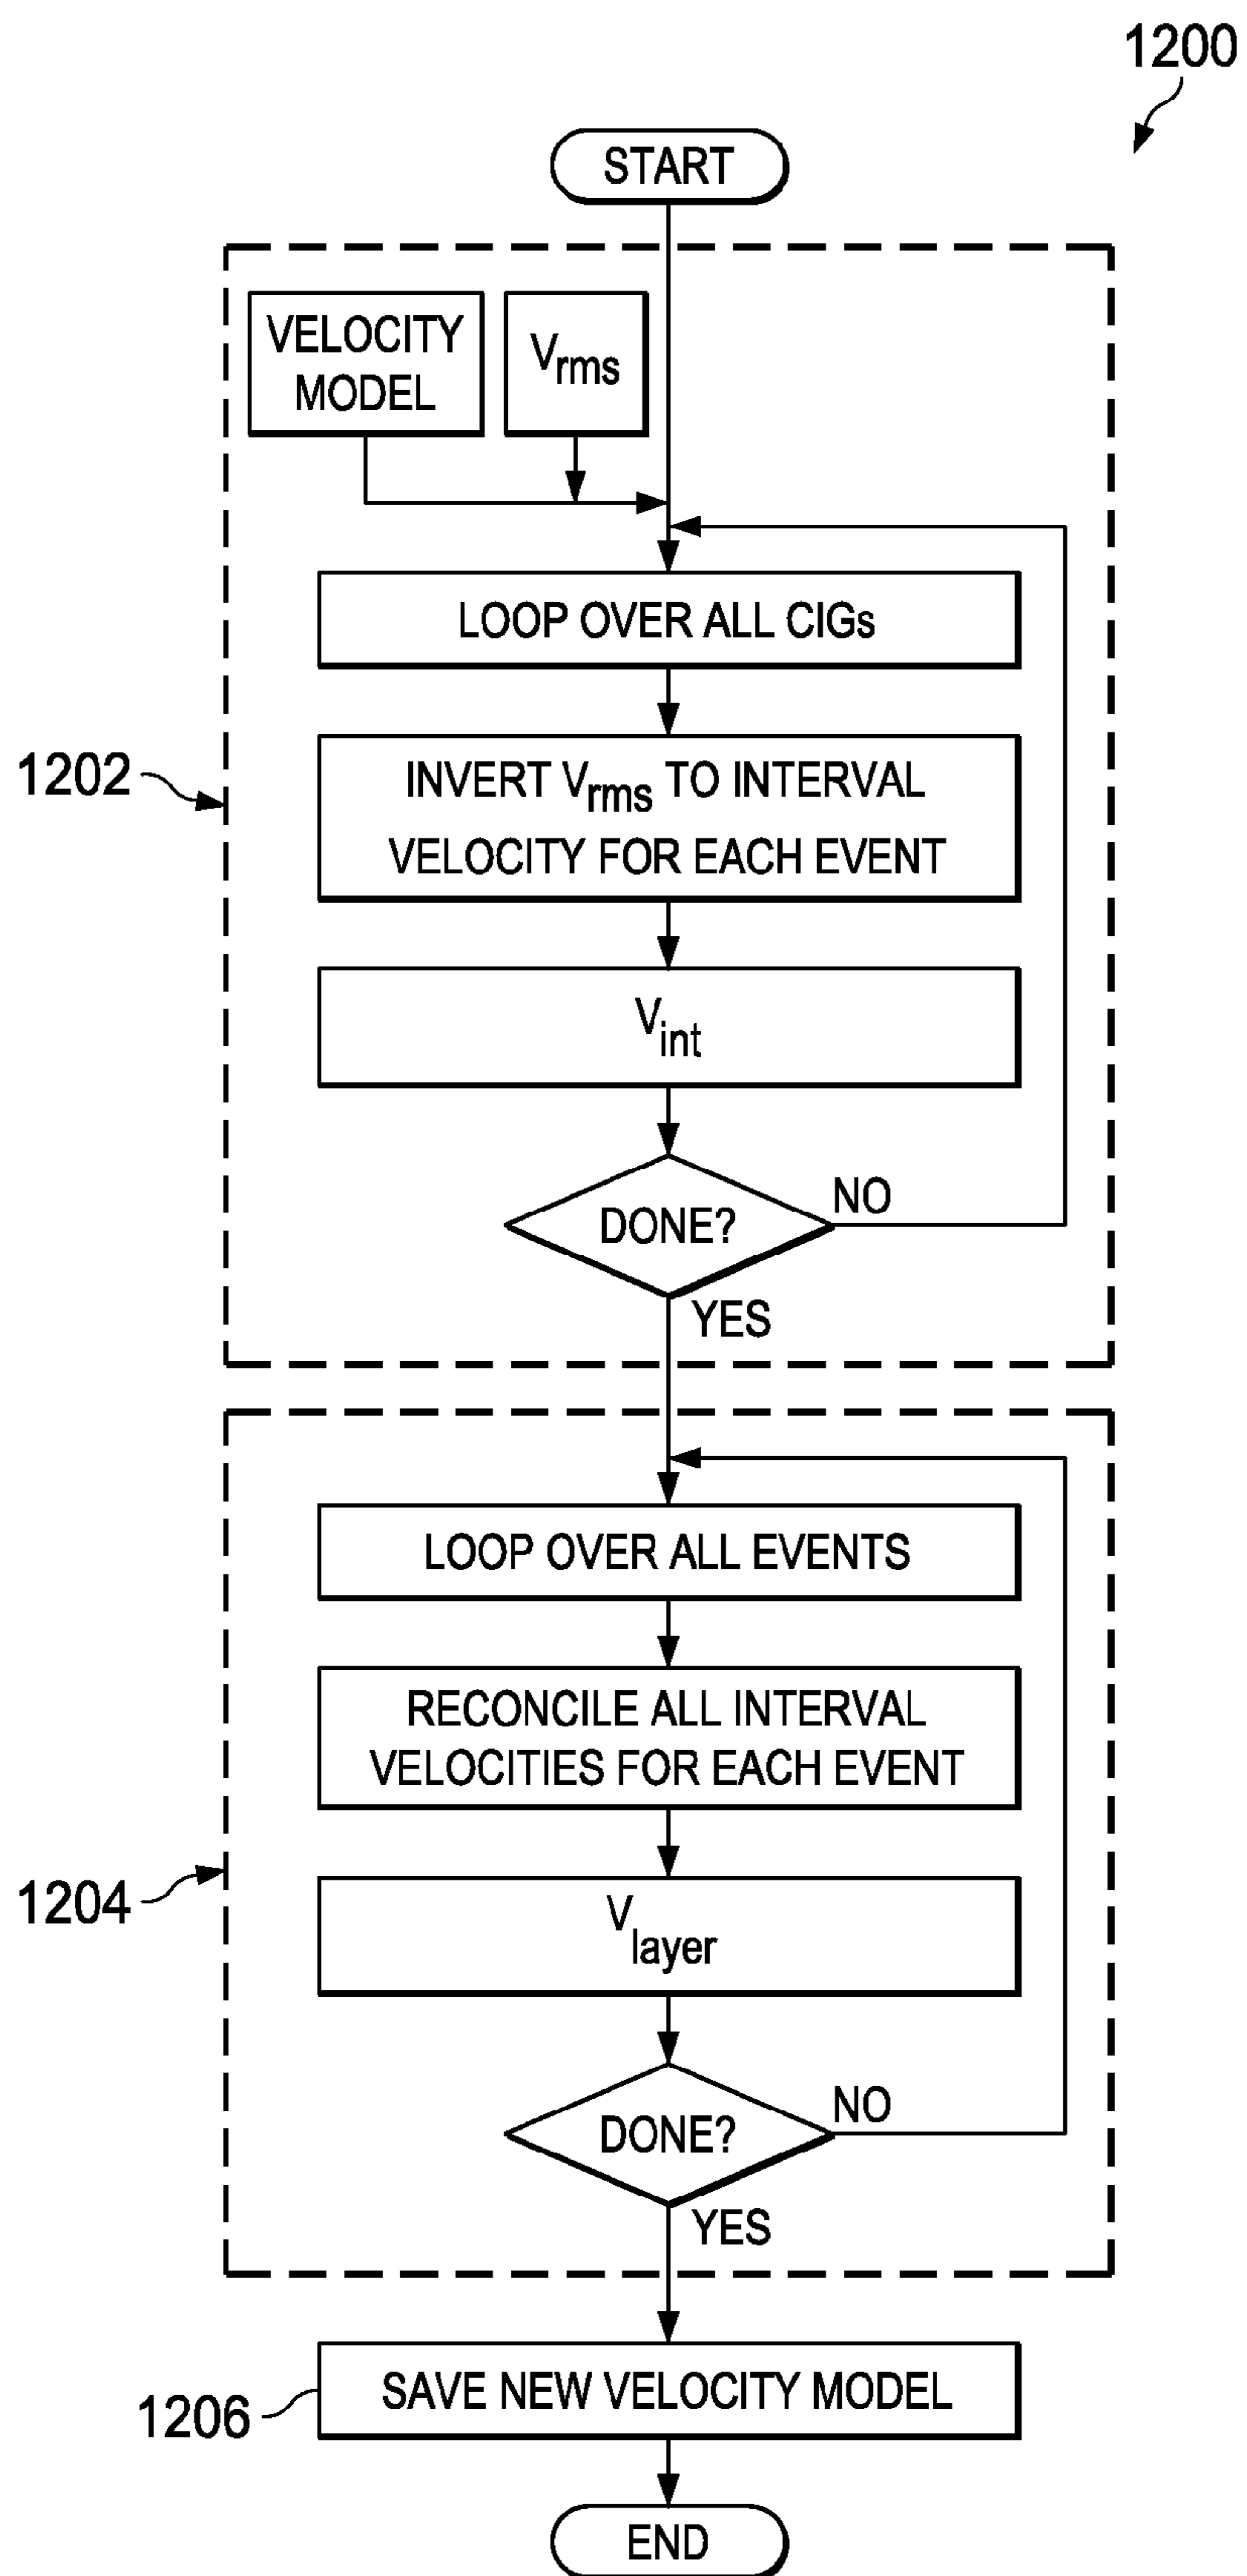 1200
START
VELOCITY
MODEL
Vrms
LOOP OVER ALL CIGs
1202
INVERT Vrms TO INTERVAL
VELOCITY FOR EACH EVENT
Vint
DONE?
NO
YES
LOOP OVER ALL EVENTS
RECONCILE ALL INTERVAL
VELOCITIES FOR EACH EVENT
1204
Vlayer
DONE?
NO
YES
SAVE NEW VELOCITY MODEL
1206
END